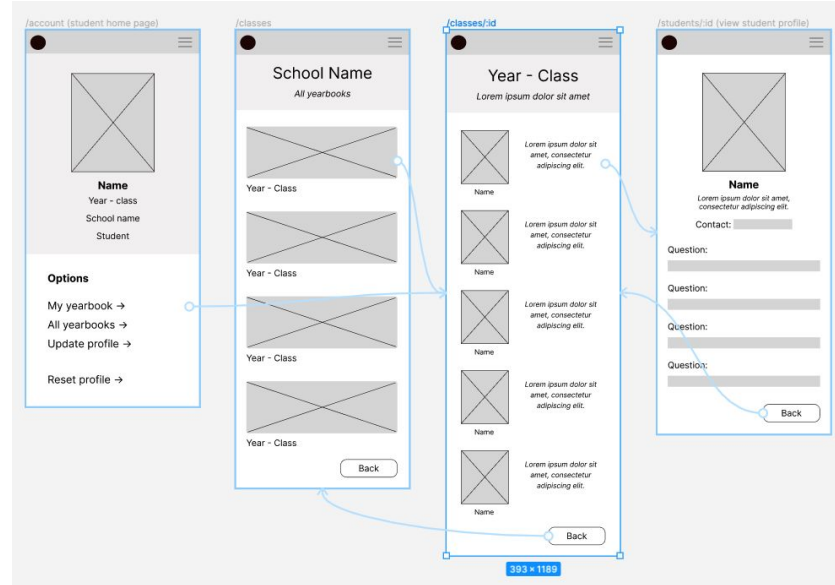 /account (student home page)
Name
Year - class
School name
Student
Options
My yearbook →
All yearbooks →
Update profile →
Reset profile →
/classes
School Name
All yearbooks
Year - Class
Year - Class
Year - Class
Year - Class
Back
/classes/:id
Year - Class
Lorem ipsum dolor sit amet
Lorem ipsum dolor sit
amet, consectetur
adipiscing elit.
Name
Lorem ipsum dolor sit
amet, consectetur
adipiscing elit.
Name
Lorem ipsum dolor sit
amet, consectetur
adipiscing elit.
Name
Lorem ipsum dolor sit
amet, consectetur
adipiscing elit.
Name
Lorem ipsum dolor sit
amet, consectetur
adipiscing elit.
Name
Back
393 × 1189
/students/:id (view student profile)
Name
Lorem ipsum dolor sit amet,
consectetur adipiscing elit.
Contact:
Question:
Question:
Question:
Question:
Back